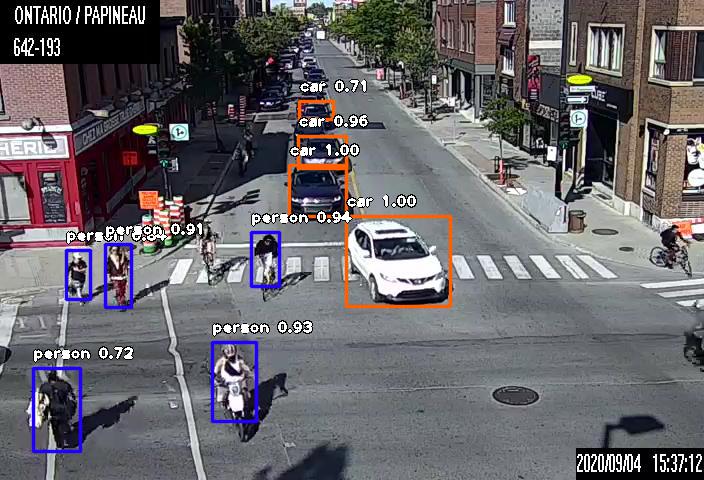 ONTARIO / PAPINEAU
642-193
car 0.71
car 0.96
car 1.00
car 1.00
person 0.94
person 0.91
person 0.93
person 0.72
2020/09/04 15:37:12